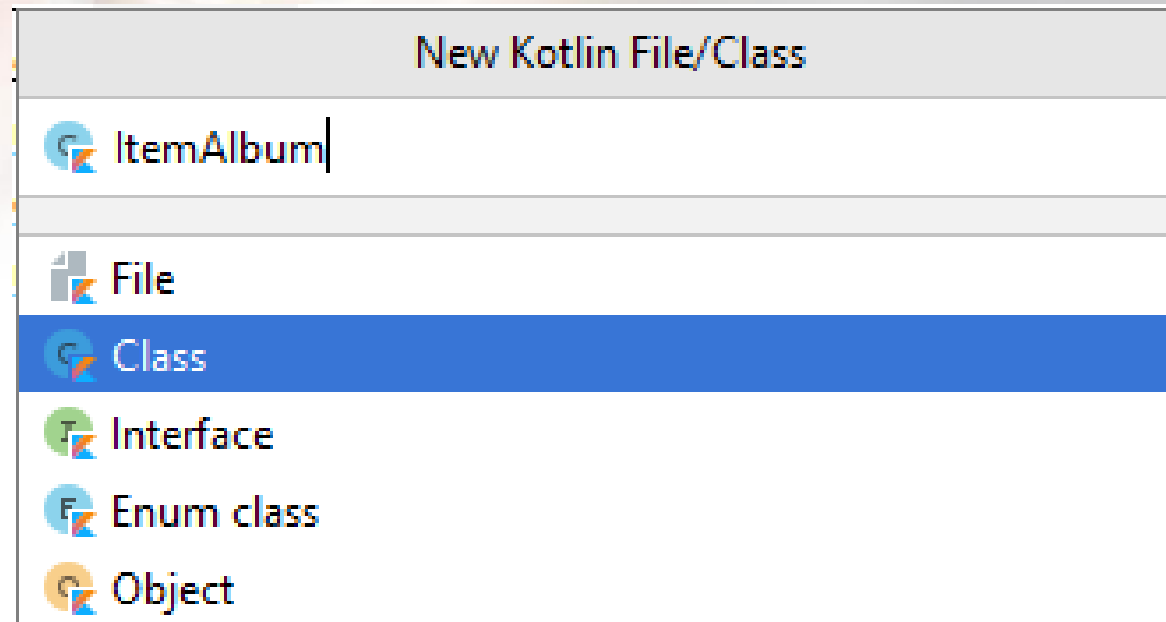 New Kotlin File/Class
ItemAlbum
File
Class
Interface
Enum class
Object